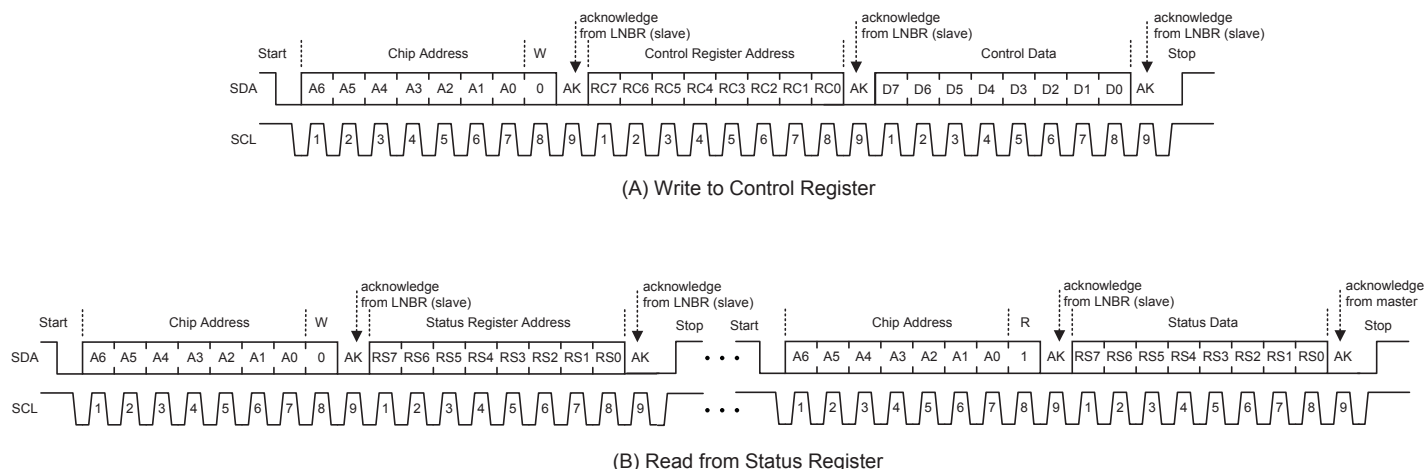 acknowledge acknowledge acknowledge
from LNBR (slave) from LNBR (slave) from LNBR (slave)
Start Chip Address W Control Register Address Control Data Stop
SDA A6 A5 A4 A3 A2 A1 A0 0 AK RC7 RC6 RC5 RC4 RC3 RC2 RC1 RC0 AK D7 D6 D5 D4 D3 D2 D1 D0 AK
SCL 1 2 3 4 5 6 7 8 9 1 2 3 4 5 6 7 8 9 1 2 3 4 5 6 7 8 9
(A) Write to Control Register
acknowledge acknowledge acknowledge acknowledge
from LNBR (slave) from LNBR (slave) from LNBR (slave) from master
Start Chip Address W Status Register Address Stop Start Chip Address R Status Data Stop
SDA A6 A5 A4 A3 A2 A1 A0 0 AK RS7 RS6 RS5 RS4 RS3 RS2 RS1 RS0 AK • • • A6 A5 A4 A3 A2 A1 A0 1 AK RS7 RS6 RS5 RS4 RS3 RS2 RS1 RS0 AK
SCL 1 2 3 4 5 6 7 8 9 1 2 3 4 5 6 7 8 9 • • • 1 2 3 4 5 6 7 8 9 1 2 3 4 5 6 7 8 9
(B) Read from Status Register